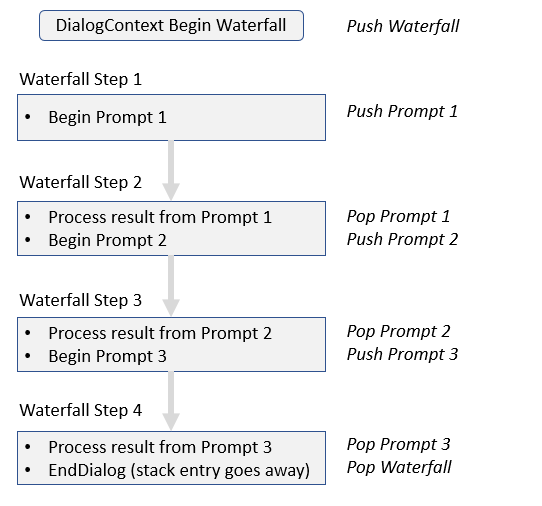 DialogContext Begin Waterfall
Push Waterfall
Waterfall Step 1
• Begin Prompt 1
Push Prompt 1
Waterfall Step 2
• Process result from Prompt 1
Pop Prompt 1
• Begin Prompt 2
Push Prompt 2
Waterfall Step 3
• Process result from Prompt 2
Pop Prompt 2
• Begin Prompt 3
Push Prompt 3
Waterfall Step 4
• Process result from Prompt 3
Pop Prompt 3
• EndDialog (stack entry goes away)
Pop Waterfall